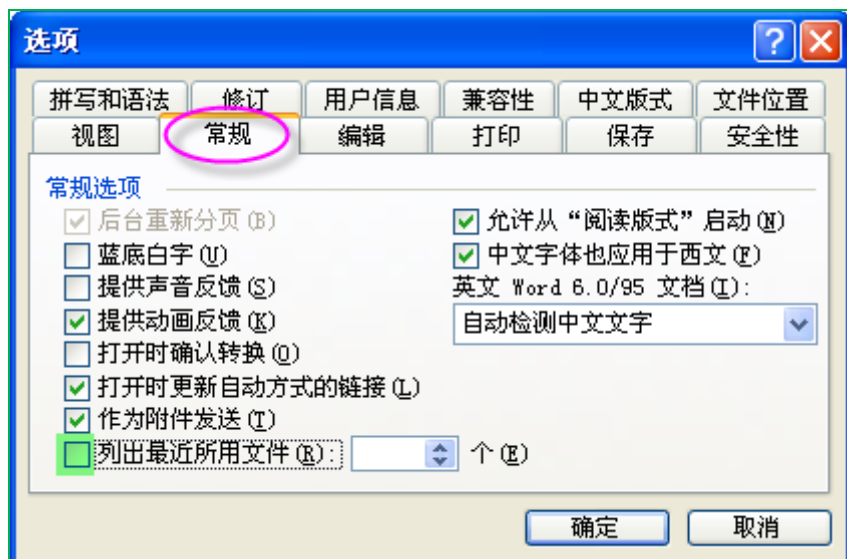 选项
拼写和语法 修订 用户信息 兼容性 中文版式 文件位置
视图 常规 编辑 打印 保存 安全性
常规选项
后台重新分页(B)
蓝底白字(U)
提供声音反馈(S)
提供动画反馈(K)
打开时确认转换(O)
打开时更新自动方式的链接(L)
作为附件发送(T)
列出最近所用文件(R): 个(E)
允许从“阅读版式”启动(N)
中文字体也应用于西文(F)
英文 Word 6.0/95 文档(I):
自动检测中文文字
确定 取消